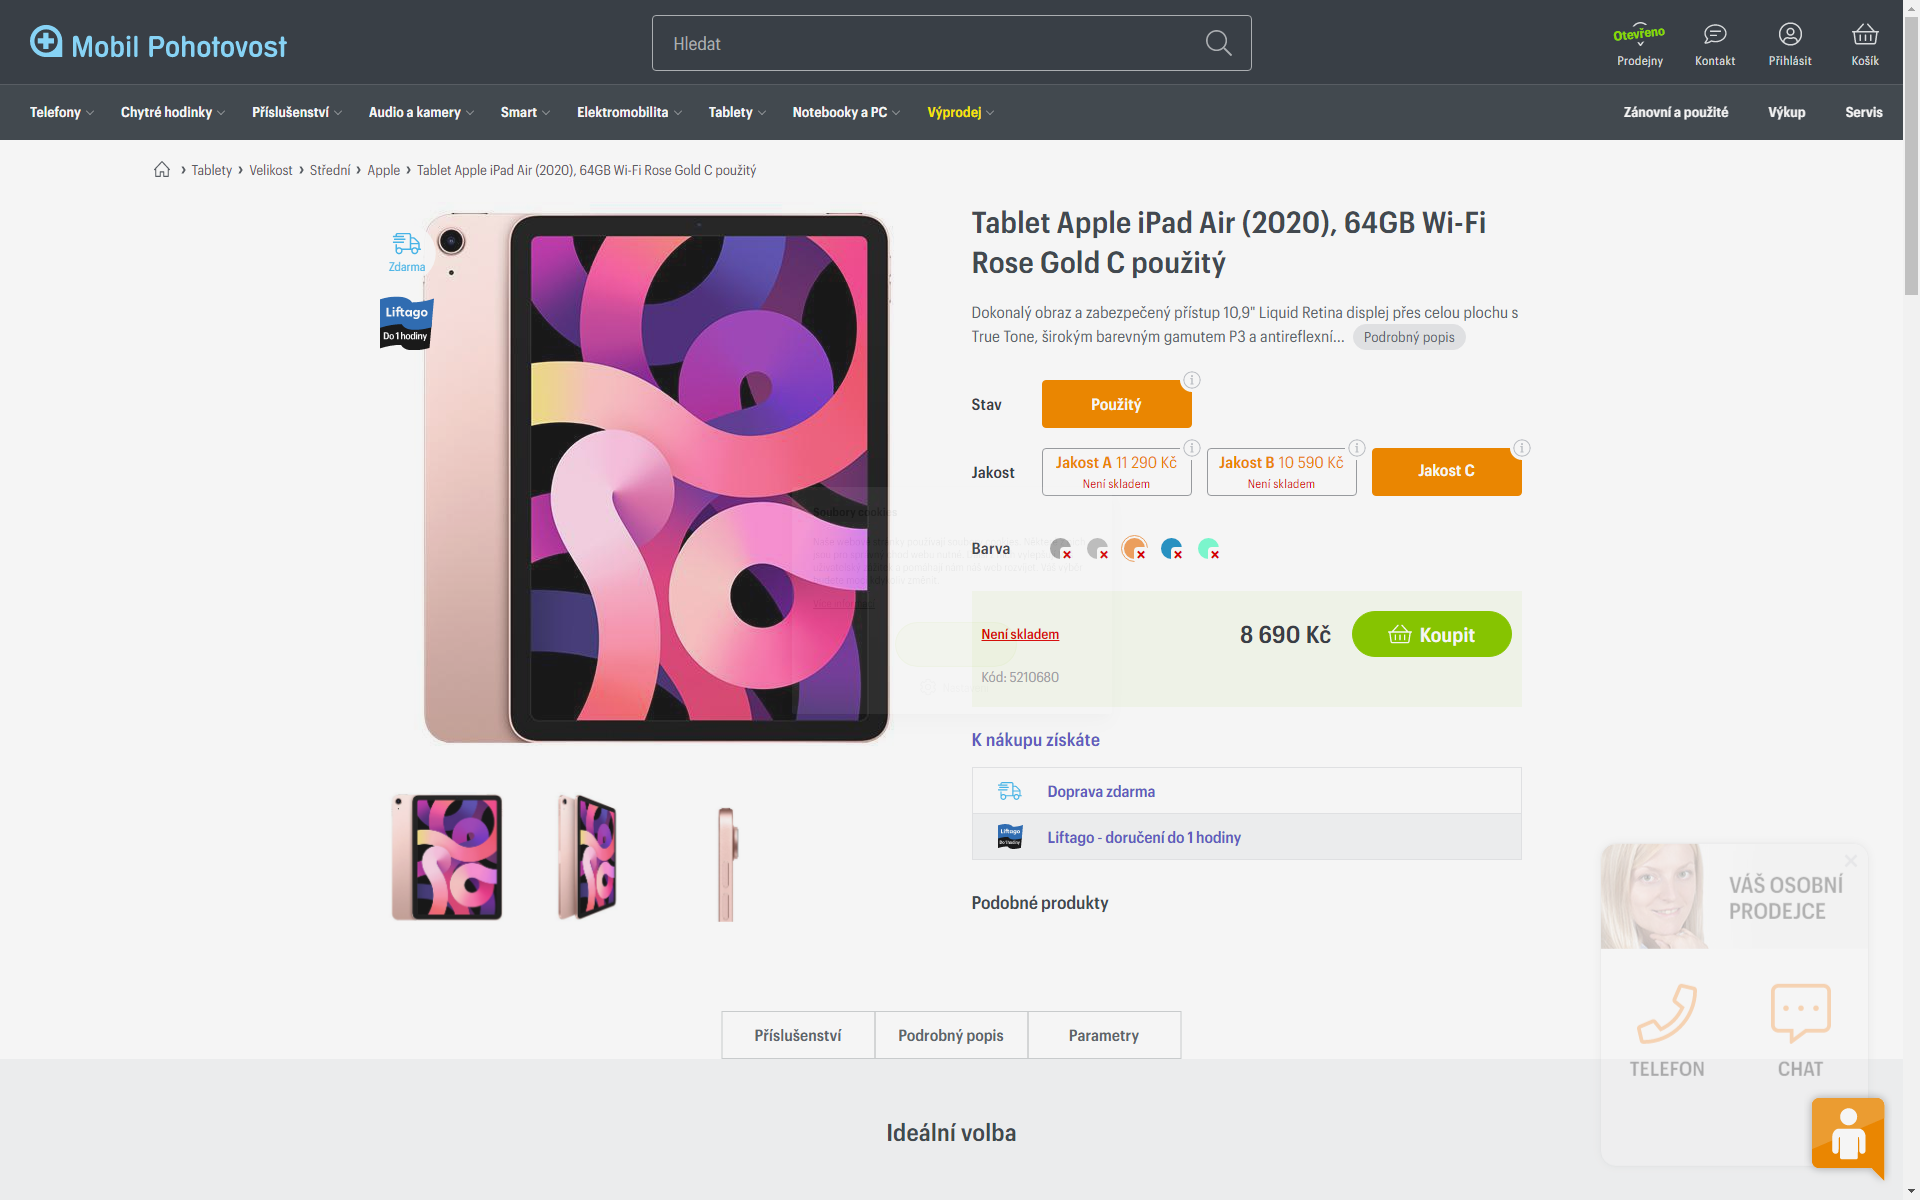 Mobil Pohotovost
Hledat
Otevřeno
Prodejny
Kontakt
Přihlásit
Košík
Telefony
Chytré hodinky
Příslušenství
Audio a kamery
Smart
Elektromobilita
Tablety
Notebooky a PC
Výprodej
Zánovní a použité
Výkup
Servis
Tablety › Velikost › Střední › Apple › Tablet Apple iPad Air (2020), 64GB Wi-Fi Rose Gold C použitý
Zdarma
Liftago
Do 1 hodiny
Tablet Apple iPad Air (2020), 64GB Wi-Fi
Rose Gold C použitý
Dokonalý obraz a zabezpečený přístup 10,9" Liquid Retina displej přes celou plochu s
True Tone, širokým barevným gamutem P3 a antireflexní...
Podrobný popis
Stav
Použitý
Jakost
Jakost A 11 290 Kč
Není skladem
Jakost B 10 590 Kč
Není skladem
Jakost C
Barva
Soubory cookies
Není skladem
8 690 Kč
Koupit
Kód: 5210680
K nákupu získáte
Doprava zdarma
Liftago
Liftago - doručení do 1 hodiny
Podobné produkty
VÁŠ OSOBNÍ
PRODEJCE
TELEFON
CHAT
Příslušenství
Podrobný popis
Parametry
Ideální volba